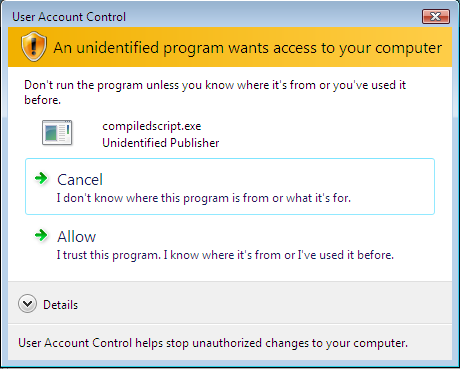 User Account Control
An unidentified program wants access to your computer
Don't run the program unless you know where it's from or you've used it
before.
compiledscript.exe
Unidentified Publisher
Cancel
I don't know where this program is from or what it's for.
Allow
I trust this program. I know where it's from or I've used it before.
Details
User Account Control helps stop unauthorized changes to your computer.